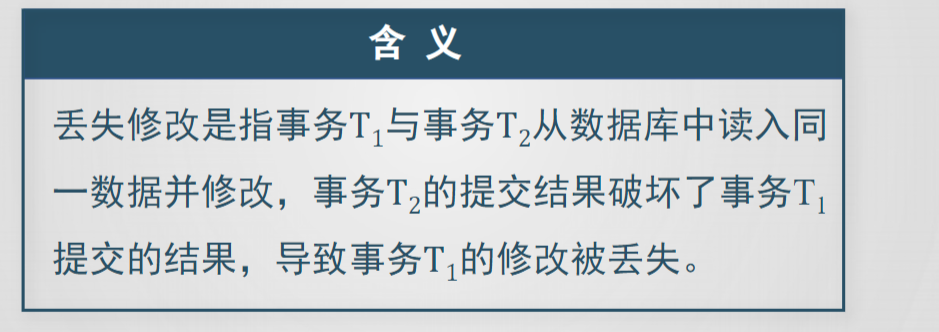 含 义
丢失修改是指事务T₁与事务T₂从数据库中读入同
一数据并修改，事务T₂的提交结果破坏了事务T₁
提交的结果，导致事务T₁的修改被丢失。